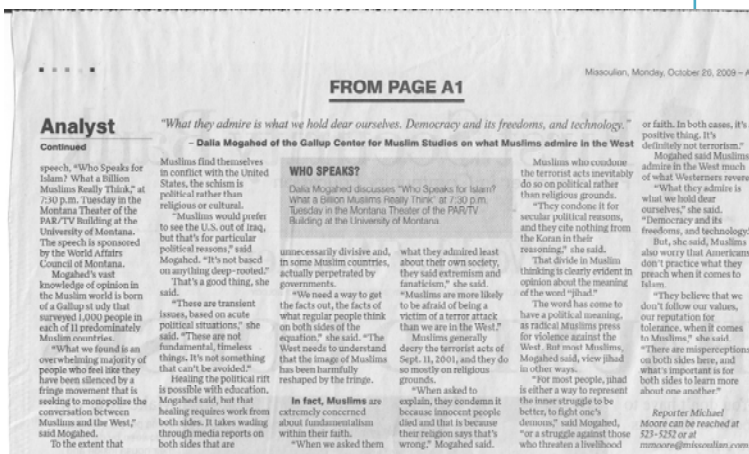 Missoulian, Monday, October 26, 2009 – A
FROM PAGE A1
Analyst
Continued
"What they admire is what we hold dear ourselves. Democracy and its freedoms, and technology."
– Dalia Mogahed of the Gallup Center for Muslim Studies on what Muslims admire in the West
speech, "Who Speaks for
Islam? What a Billion
Muslims Really Think," at
7:30 p.m. Tuesday in the
Montana Theater of the
PAR/TV Building at the
University of Montana.
The speech is sponsored
by the World Affairs
Council of Montana.
Mogahed's vast
knowledge of opinion in
the Muslim world is born
of a Gallup st udy that
surveyed 1,000 people in
each of 11 predominately
Muslim countries.
"What we found is an
overwhelming majority of
people who feel like they
have been silenced by a
fringe movement that is
seeking to monopolize the
conversation between
Muslims and the West,"
said Mogahed.
To the extent that
Muslims find themselves
in conflict with the United
States, the schism is
political rather than
religious or cultural.
"Muslims would prefer
to see the U.S. out of Iraq,
but that's for particular
political reasons," said
Mogahed. "It's not based
on anything deep-rooted."
That's a good thing, she
said.
"These are transient
issues, based on acute
political situations," she
said. "These are not
fundamental, timeless
things. It's not something
that can't be avoided."
Healing the political rift
is possible with education,
Mogahed said, but that
healing requires work from
both sides. It takes wading
through media reports on
both sides that are
WHO SPEAKS?
Dalia Mogahed discusses "Who Speaks for Islam?
What a Billion Muslims Really Think" at 7:30 p.m.
Tuesday in the Montana Theater of the PAR/TV
Building at the University of Montana.
unnecessarily divisive and,
in some Muslim countries,
actually perpetrated by
governments.
"We need a way to get
the facts out, the facts of
what regular people think
on both sides of the
equation," she said. "The
West needs to understand
that the image of Muslims
has been harmfully
reshaped by the fringe.
In fact, Muslims are
extremely concerned
about fundamentalism
within their faith.
"When we asked them
what they admired least
about their own society,
they said extremism and
fanaticism," she said.
"Muslims are more likely
to be afraid of being a
victim of a terror attack
than we are in the West."
Muslims generally
decry the terrorist acts of
Sept. 11, 2001, and they do
so mostly on religious
grounds.
"When asked to
explain, they condemn it
because innocent people
died and that is because
their religion says that's
wrong," Mogahed said.
Muslims who condone
the terrorist acts inevitably
do so on political rather
than religious grounds.
"They condone it for
secular political reasons,
and they cite nothing from
the Koran in their
reasoning," she said.
That divide in Muslim
thinking is clearly evident in
opinion about the meaning
of the word "jihad."
The word has come to
have a political meaning,
as radical Muslims press
for violence against the
West. But most Muslims,
Mogahed said, view jihad
in other ways.
"For most people, jihad
is either a way to represent
the inner struggle to be
better, to fight one's
demons," said Mogahed,
"or a struggle against those
who threaten a livelihood
or faith. In both cases, it's
positive thing. It's
definitely not terrorism."
Mogahed said Muslims
admire in the West much
of what Westerners revere
"What they admire is
what we hold dear
ourselves," she said.
"Democracy and its
freedoms, and technology.
But, she said, Muslims
also worry that Americans
don't practice what they
preach when it comes to
Islam.
"They believe that we
don't follow our values,
our reputation for
tolerance, when it comes
to Muslims," she said.
"There are misperceptions
on both sides here, and
what's important is for
both sides to learn more
about one another."
Reporter Michael
Moore can be reached at
523-5252 or at
mmoore@missoulian.com